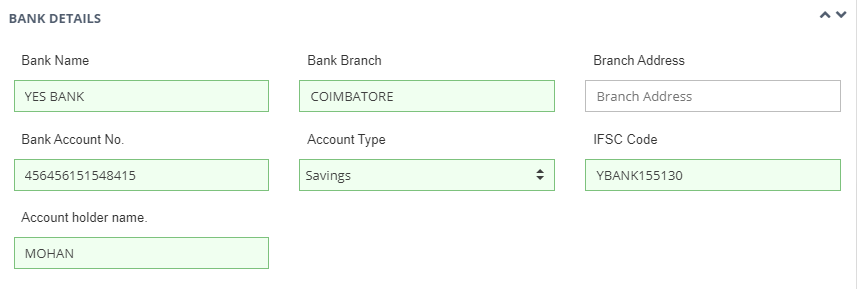 BANK DETAILS
Bank Name Bank Branch Branch Address
YES BANK COIMBATORE Branch Address
Bank Account No. Account Type IFSC Code
456456151548415 Savings YBANK155130
Account holder name.
MOHAN